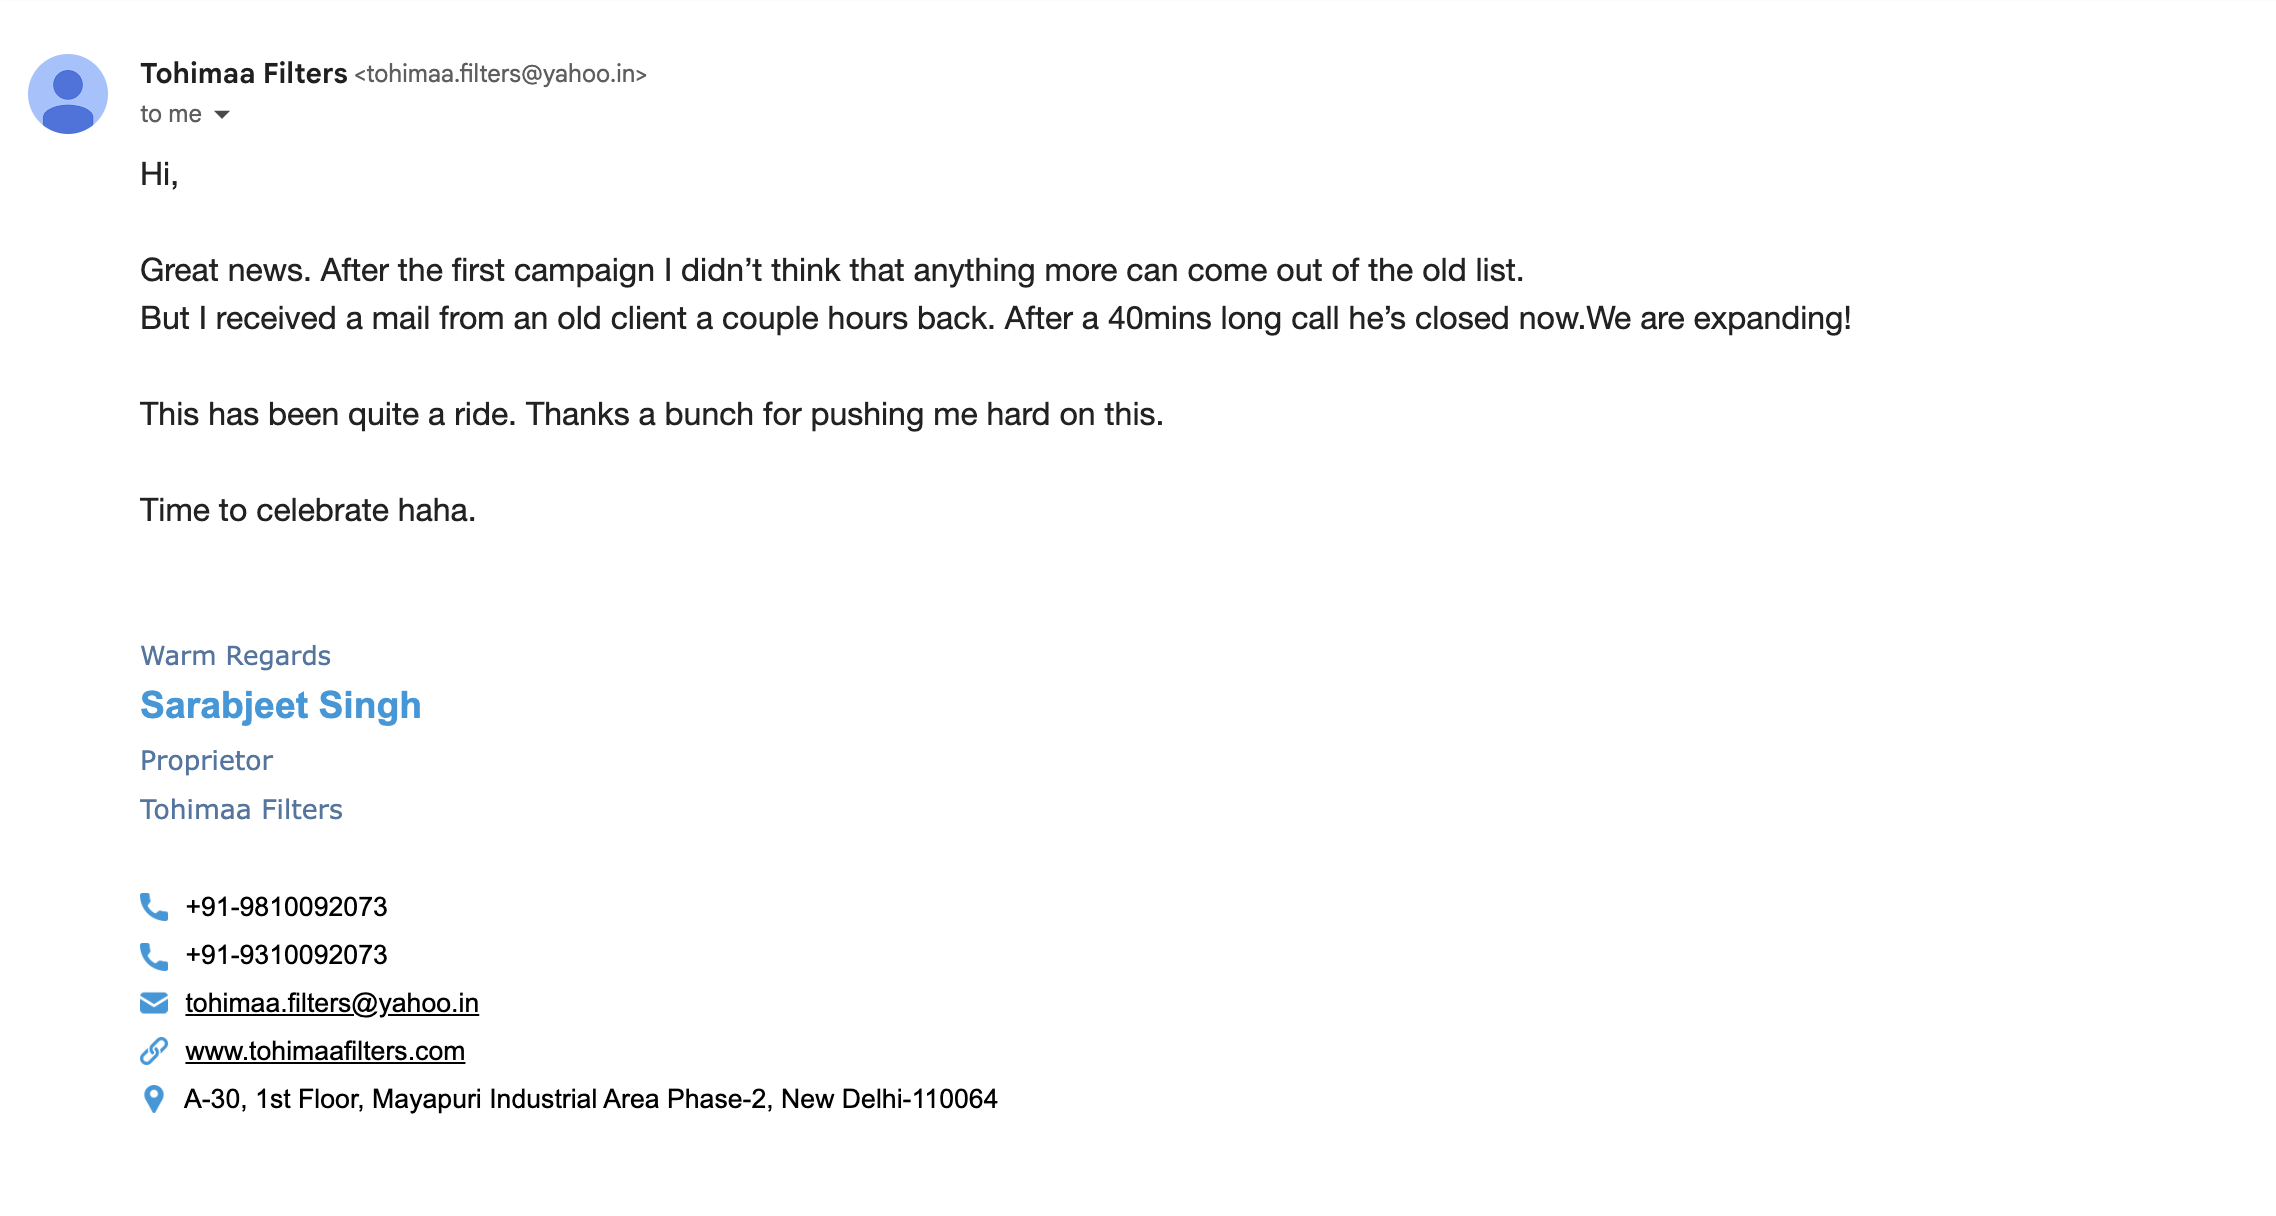 Tohimaa Filters <tohimaa.filters@yahoo.in>
to me
Hi,
Great news. After the first campaign I didn’t think that anything more can come out of the old list.
But I received a mail from an old client a couple hours back. After a 40mins long call he’s closed now.We are expanding!
This has been quite a ride. Thanks a bunch for pushing me hard on this.
Time to celebrate haha.
Warm Regards
Sarabjeet Singh
Proprietor
Tohimaa Filters
+91-9810092073
+91-9310092073
tohimaa.filters@yahoo.in
www.tohimaafilters.com
A-30, 1st Floor, Mayapuri Industrial Area Phase-2, New Delhi-110064